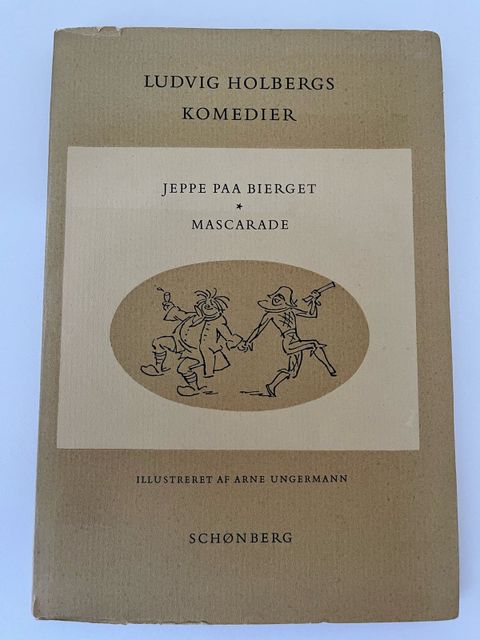 LUDVIG HOLBERGS
KOMEDIER
JEPPE PAA BIERGET
*
MASCARADE
ILLUSTRERET AF ARNE UNGERMANN
SCHØNBERG